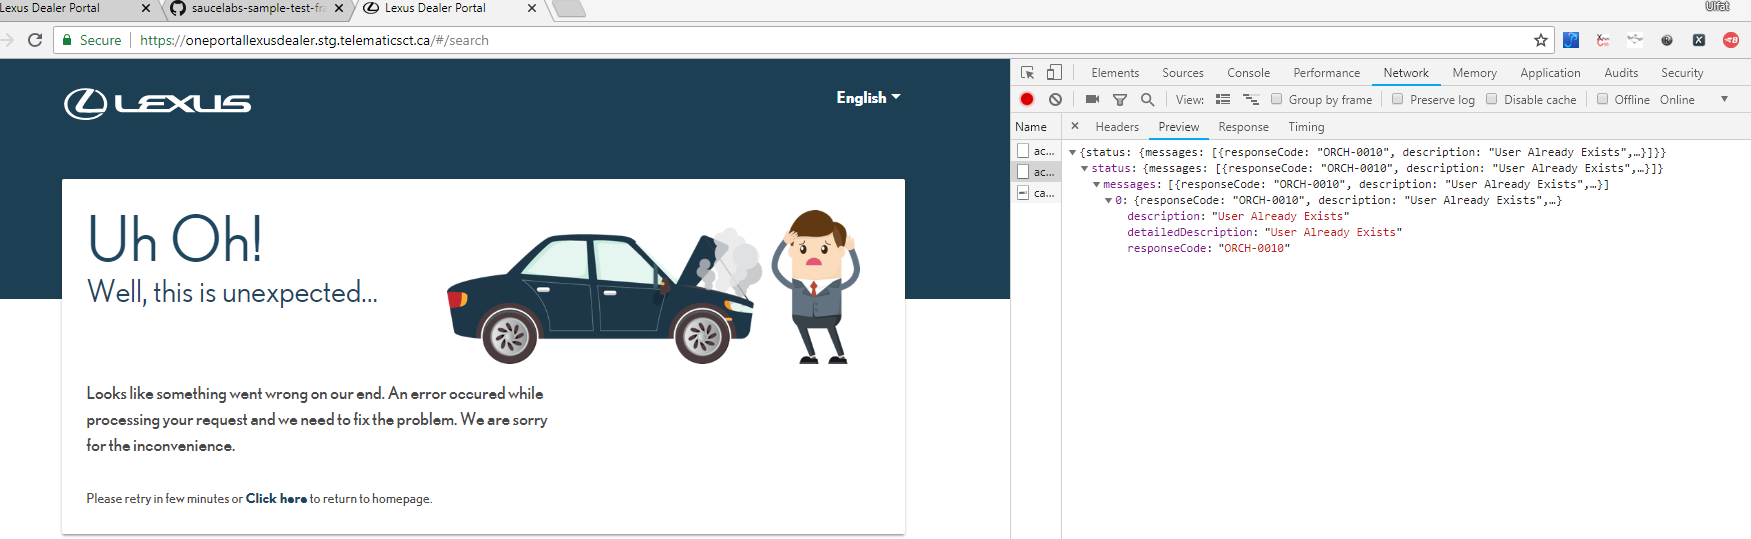 Lexus Dealer Portal
saucelabs-sample-test-fra
Lexus Dealer Portal
Ulfat
Secure
https://oneportallexusdealer.stg.telematicsct.ca/#/search
LEXUS
English
Uh Oh!
Well, this is unexpected...
Looks like something went wrong on our end. An error occured while
processing your request and we need to fix the problem. We are sorry
for the inconvenience.
Please retry in few minutes or Click here to return to homepage.
Elements Sources Console Performance Network Memory Application Audits Security
View: Group by frame Preserve log Disable cache Offline Online
Name × Headers Preview Response Timing
ac...
ac...
ca...
▼{status: {messages: [{responseCode: "ORCH-0010", description: "User Already Exists",…}]}}
▼status: {messages: [{responseCode: "ORCH-0010", description: "User Already Exists",…}]}
▼messages: [{responseCode: "ORCH-0010", description: "User Already Exists",…}]
▼0: {responseCode: "ORCH-0010", description: "User Already Exists",…}
description: "User Already Exists"
detailedDescription: "User Already Exists"
responseCode: "ORCH-0010"